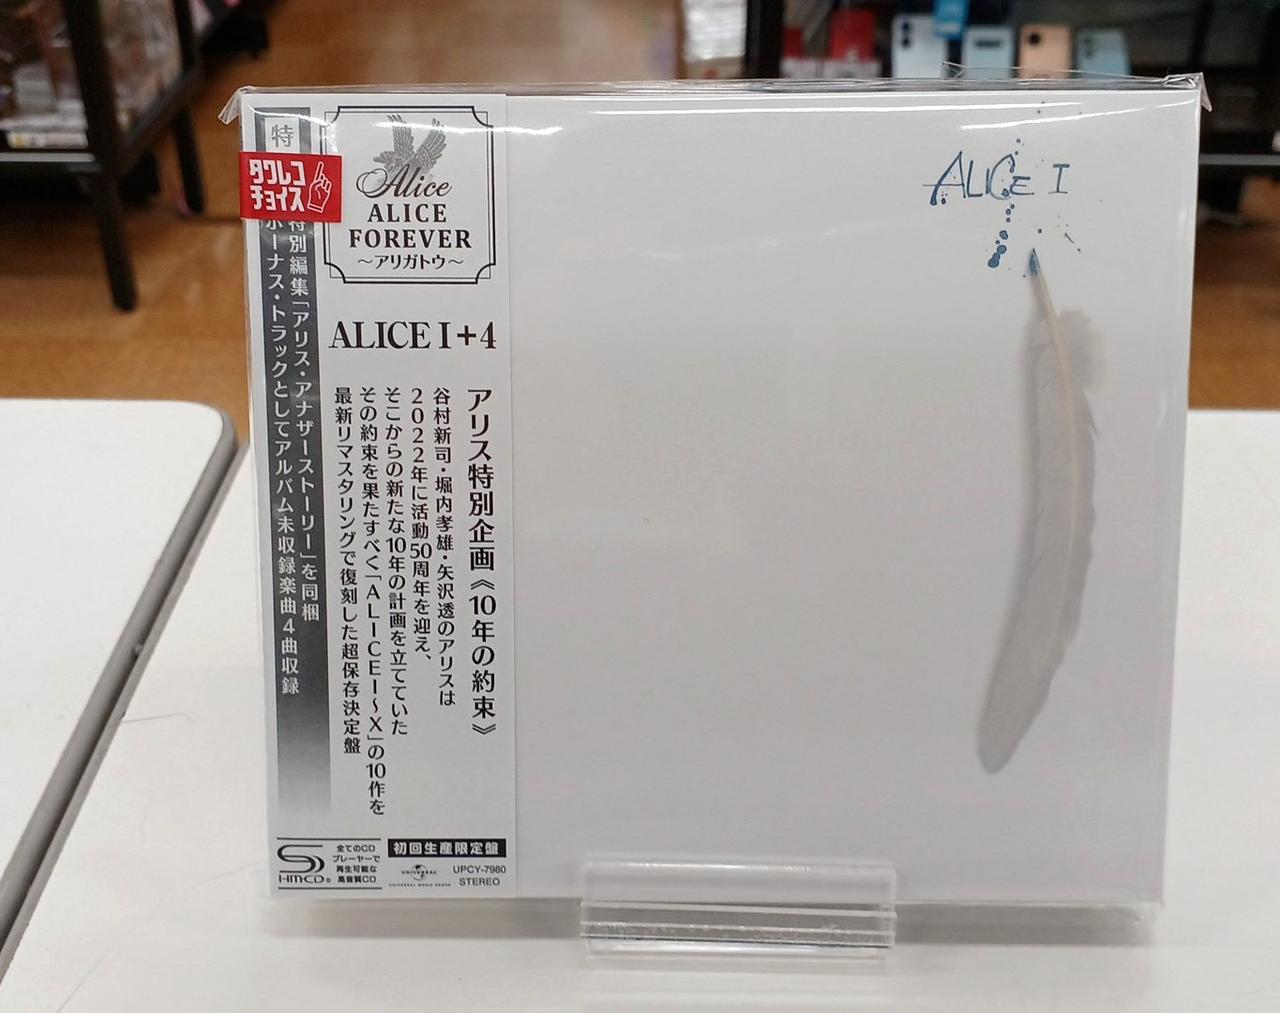 特
タワレコ
チョイス
特別編集「アリス・アナザーストーリー」を同梱
ボーナス・トラックとしてアルバム未収録楽曲4曲収録
Alice
ALICE
FOREVER
～アリガトウ～
ALICE I+4
アリス特別企画《10年の約束》
谷村新司・堀内孝雄・矢沢透のアリスは
2022年に活動50周年を迎え、
そこからの新たな10年の計画を立てていた
その約束を果たすべく「ALICE I～X」の10作を
最新リマスタリングで復刻した超保存決定盤
SHM-CD®
全てのCD
プレーヤーで
再生可能な
高音質CD
初回生産限定盤
UNIVERSAL
UNIVERSAL MUSIC GROUP
UPCY-7980
STEREO
ALICE I